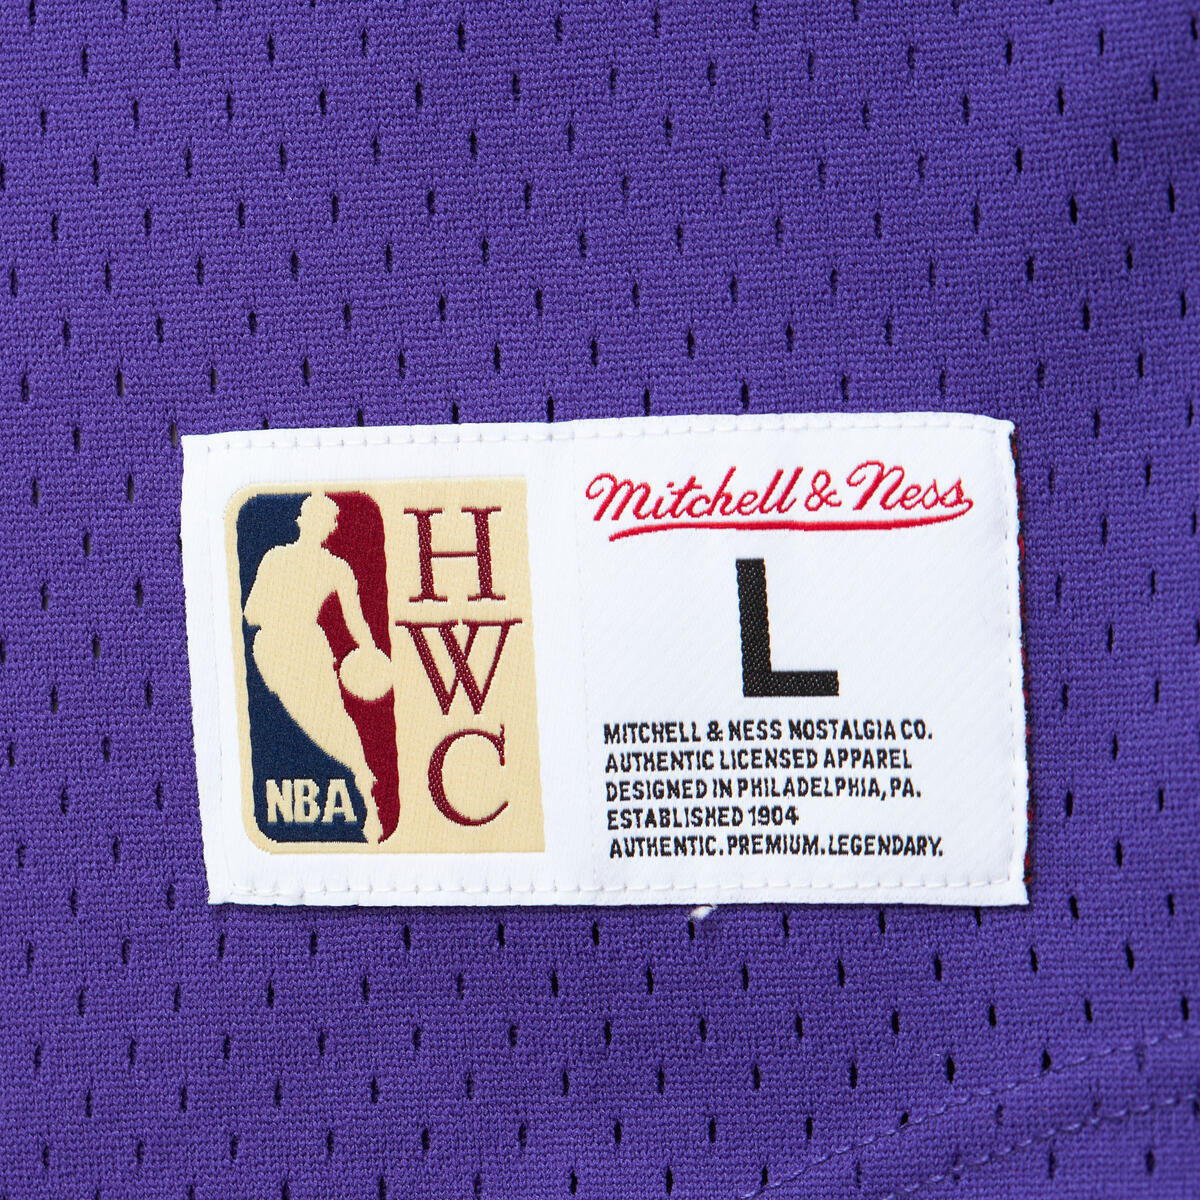 NBA
H
W
C
Mitchell & Ness
L
MITCHELL & NESS NOSTALGIA CO.
AUTHENTIC LICENSED APPAREL
DESIGNED IN PHILADELPHIA, PA.
ESTABLISHED 1904
AUTHENTIC. PREMIUM. LEGENDARY.